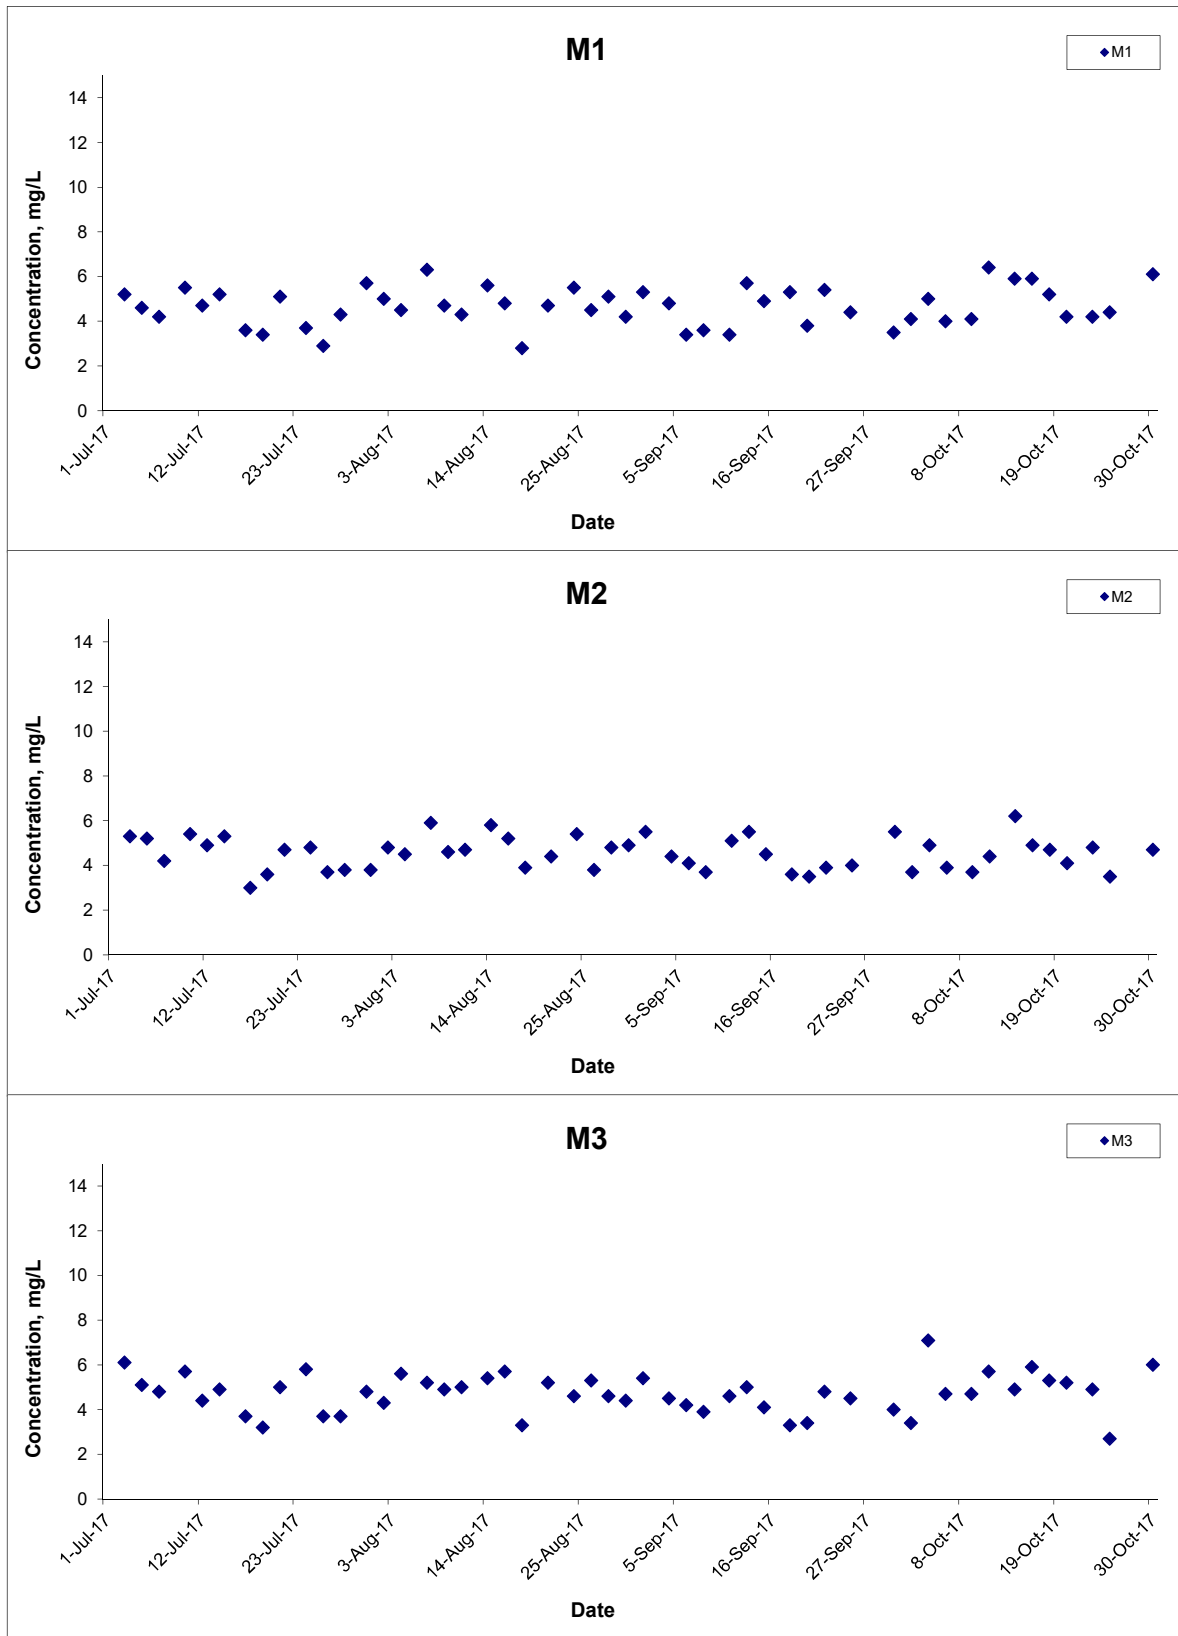 M1
M1
14
12
10
8
6
4
2
0
Concentration, mg/L
1-Jul-17
12-Jul-17
23-Jul-17
3-Aug-17
14-Aug-17
25-Aug-17
5-Sep-17
16-Sep-17
27-Sep-17
8-Oct-17
19-Oct-17
30-Oct-17
Date
M2
M2
14
12
10
8
6
4
2
0
Concentration, mg/L
1-Jul-17
12-Jul-17
23-Jul-17
3-Aug-17
14-Aug-17
25-Aug-17
5-Sep-17
16-Sep-17
27-Sep-17
8-Oct-17
19-Oct-17
30-Oct-17
Date
M3
M3
14
12
10
8
6
4
2
0
Concentration, mg/L
1-Jul-17
12-Jul-17
23-Jul-17
3-Aug-17
14-Aug-17
25-Aug-17
5-Sep-17
16-Sep-17
27-Sep-17
8-Oct-17
19-Oct-17
30-Oct-17
Date